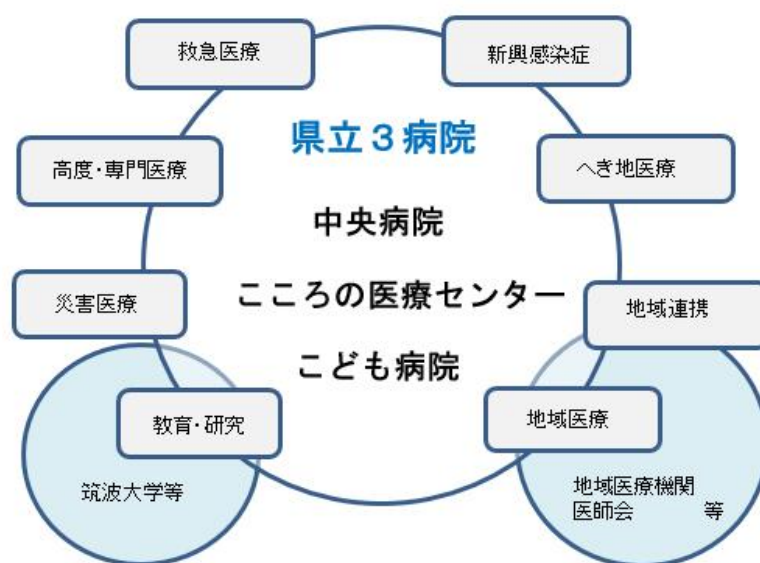 救急医療
新興感染症
県立３病院
高度・専門医療
へき地医療
中央病院
こころの医療センター
災害医療
地域連携
こども病院
教育・研究
地域医療
筑波大学等
地域医療機関
医師会　　　等